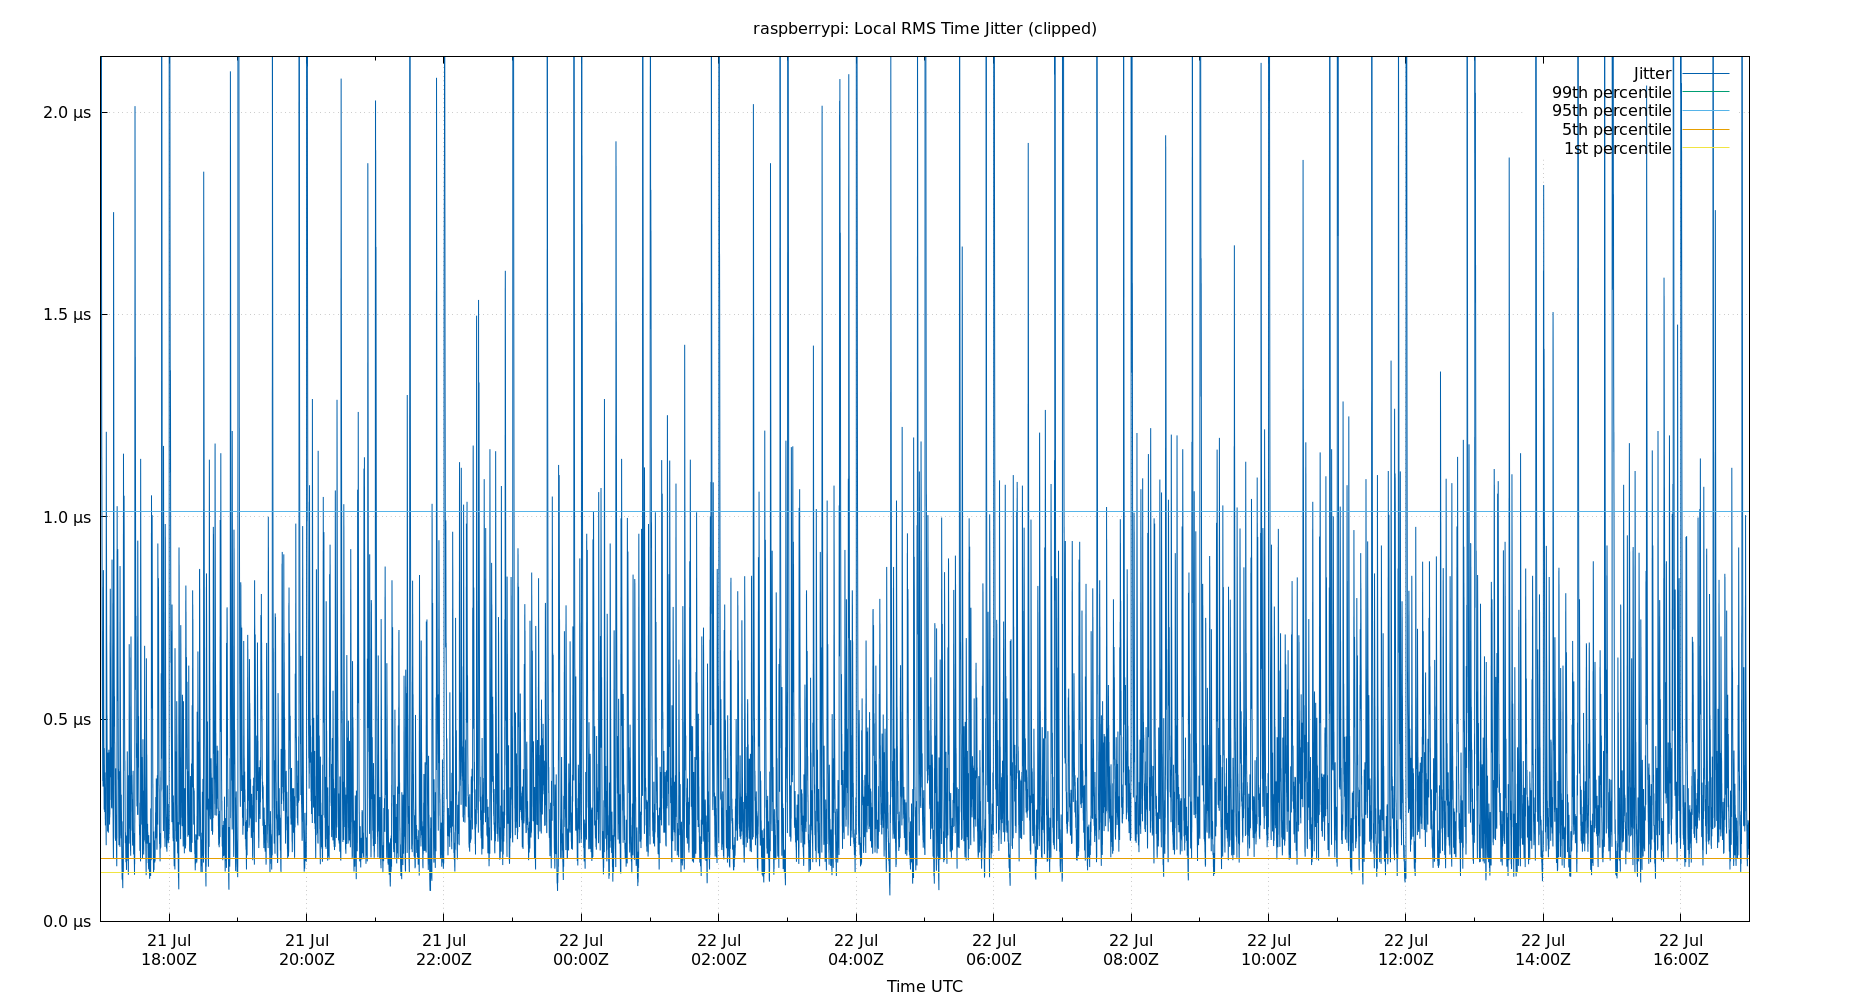 raspberrypi: Local RMS Time Jitter (clipped)
Jitter
99th percentile
95th percentile
5th percentile
1st percentile
2.0 µs
1.5 µs
1.0 µs
0.5 µs
0.0 µs
21 Jul 21 Jul 21 Jul 22 Jul 22 Jul 22 Jul 22 Jul 22 Jul 22 Jul 22 Jul 22 Jul 22 Jul
18:00Z 20:00Z 22:00Z 00:00Z 02:00Z 04:00Z 06:00Z 08:00Z 10:00Z 12:00Z 14:00Z 16:00Z
Time UTC